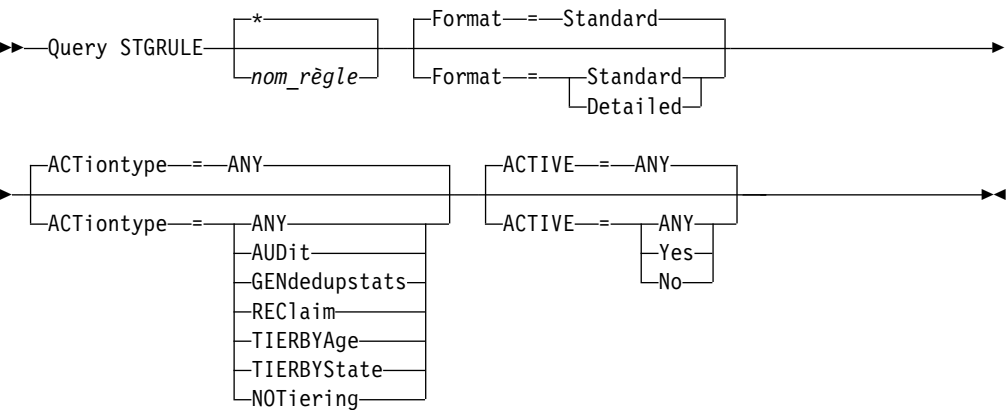 * Format = Standard
Query STGRULE
nom_règle Format = Standard
Detailed
ACTiontype = ANY ACTIVE = ANY
ACTiontype = ANY ACTIVE = ANY
AUDit Yes
GENdedupstats No
REClaim
TIERBYAge
TIERBYState
NOTiering